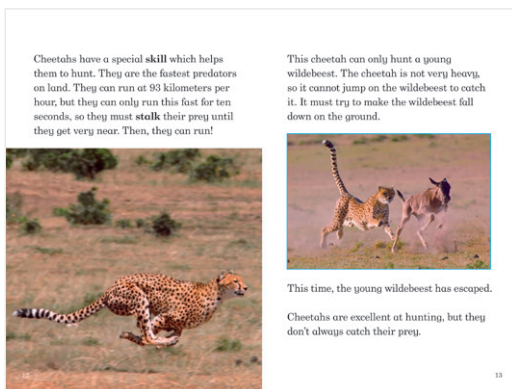 Cheetahs have a special skill which helps
them to hunt. They are the fastest predators
on land. They can run at 93 kilometers per
hour, but they can only run this fast for ten
seconds, so they must stalk their prey until
they get very near. Then, they can run!
12
This cheetah can only hunt a young
wildebeest. The cheetah is not very heavy,
so it cannot jump on the wildebeest to catch
it. It must try to make the wildebeest fall
down on the ground.
This time, the young wildebeest has escaped.
Cheetahs are excellent at hunting, but they
don't always catch their prey.
13